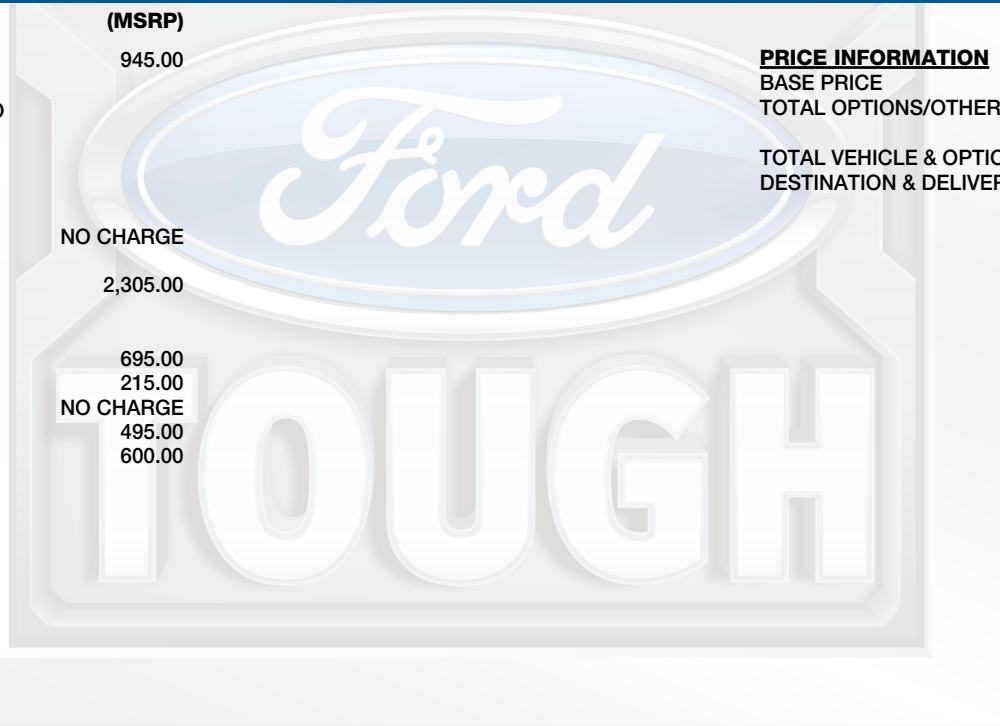 (MSRP)
945.00
NO CHARGE
2,305.00
695.00
215.00
NO CHARGE
495.00
600.00
PRICE INFORMATION
BASE PRICE
TOTAL OPTIONS/OTHER
TOTAL VEHICLE & OPTIO
DESTINATION & DELIVER
Ford
TOUGH